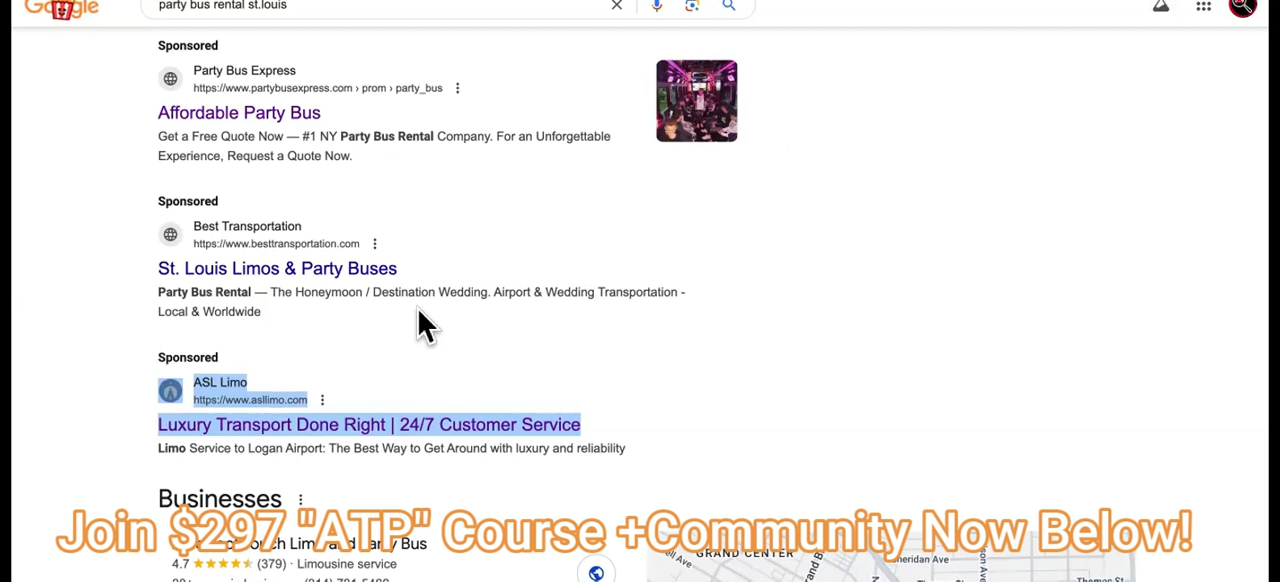 Google
party bus rental st.louis
Sponsored
Party Bus Express
https://www.partybusexpress.com › prom › party_bus
Affordable Party Bus
Get a Free Quote Now — #1 NY Party Bus Rental Company. For an Unforgettable
Experience, Request a Quote Now.
Sponsored
Best Transportation
https://www.besttransportation.com
St. Louis Limos & Party Buses
Party Bus Rental — The Honeymoon / Destination Wedding. Airport & Wedding Transportation -
Local & Worldwide
Sponsored
ASL Limo
https://www.asllimo.com
Luxury Transport Done Right | 24/7 Customer Service
Limo Service to Logan Airport: The Best Way to Get Around with luxury and reliability
Businesses
Join $297 "ATP" Course +Community Now Below!
Limo and Party Bus
GRAND CENTER
4.7 (379) · Limousine service